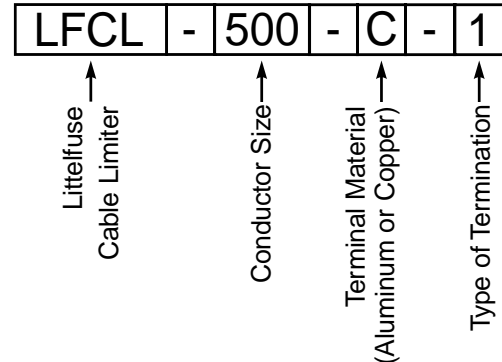 LFCL - 500 - C - 1
Littelfuse
Cable Limiter
Conductor Size
Terminal Material
(Aluminum or Copper)
Type of Termination